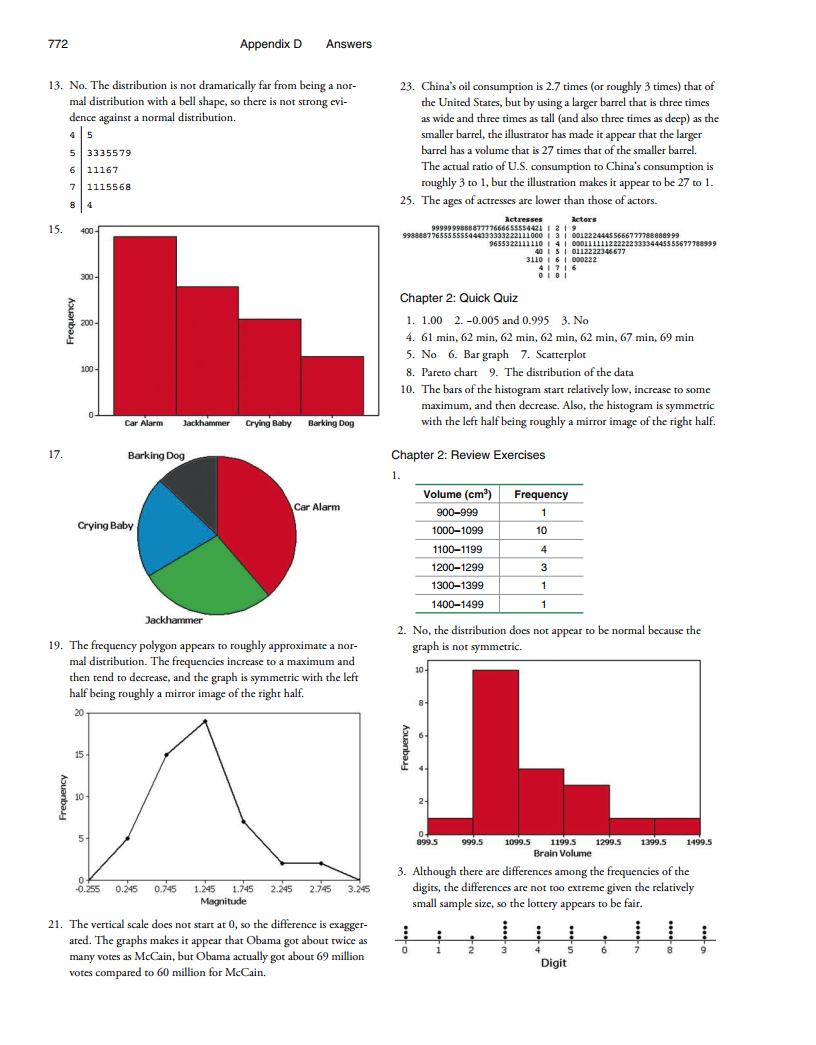 772 Appendix D Answers
13. No. The distribution is not dramatically far from being a nor-
mal distribution with a bell shape, so there is not strong evi-
dence against a normal distribution.
4 5
5 3335579
6 11167
7 1115568
8 4
15.
400
300
200
100
0
Frequency
Car Alarm Jackhammer Crying Baby Barking Dog
17.
Barking Dog
Car Alarm
Crying Baby
Jackhammer
19. The frequency polygon appears to roughly approximate a nor-
mal distribution. The frequencies increase to a maximum and
then tend to decrease, and the graph is symmetric with the left
half being roughly a mirror image of the right half.
20
15
10
5
0
Frequency
-0.255 0.245 0.745 1.245 1.745 2.245 2.745 3.245
Magnitude
21. The vertical scale does not start at 0, so the difference is exagger-
ated. The graphs makes it appear that Obama got about twice as
many votes as McCain, but Obama actually got about 69 million
votes compared to 60 million for McCain.
23. China's oil consumption is 2.7 times (or roughly 3 times) that of
the United States, but by using a larger barrel that is three times
as wide and three times as tall (and also three times as deep) as the
smaller barrel, the illustrator has made it appear that the larger
barrel has a volume that is 27 times that of the smaller barrel.
The actual ratio of U.S. consumption to China's consumption is
roughly 3 to 1, but the illustration makes it appear to be 27 to 1.
25. The ages of actresses are lower than those of actors.
Actresses Actors
| 2 | 9
| 3 |
9655322111110 | 4 |
40 | 5 | 0112222346677
3110 | 6 | 000222
4 | 7 | 6
0 | 8 |
Chapter 2: Quick Quiz
1. 1.00 2. –0.005 and 0.995 3. No
4. 61 min, 62 min, 62 min, 62 min, 62 min, 67 min, 69 min
5. No 6. Bar graph 7. Scatterplot
8. Pareto chart 9. The distribution of the data
10. The bars of the histogram start relatively low, increase to some
maximum, and then decrease. Also, the histogram is symmetric
with the left half being roughly a mirror image of the right half.
Chapter 2: Review Exercises
1.
Volume (cm³) Frequency
900–999 1
1000–1099 10
1100–1199 4
1200–1299 3
1300–1399 1
1400–1499 1
2. No, the distribution does not appear to be normal because the
graph is not symmetric.
10
8
6
4
2
0
Frequency
899.5 999.5 1099.5 1199.5 1299.5 1399.5 1499.5
Brain Volume
3. Although there are differences among the frequencies of the
digits, the differences are not too extreme given the relatively
small sample size, so the lottery appears to be fair.
0 1 2 3 4 5 6 7 8 9
Digit